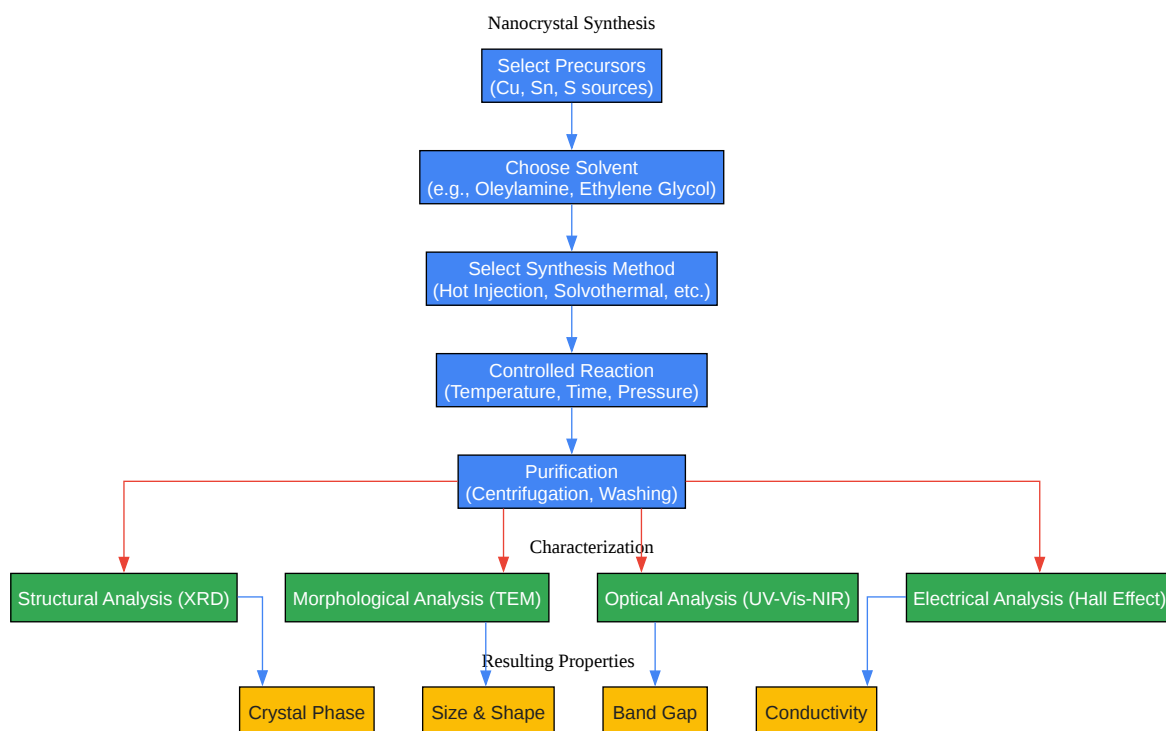 Nanocrystal Synthesis
Select Precursors
(Cu, Sn, S sources)
Choose Solvent
(e.g., Oleylamine, Ethylene Glycol)
Select Synthesis Method
(Hot Injection, Solvothermal, etc.)
Controlled Reaction
(Temperature, Time, Pressure)
Purification
(Centrifugation, Washing)
Characterization
Structural Analysis (XRD)
Morphological Analysis (TEM)
Optical Analysis (UV-Vis-NIR)
Electrical Analysis (Hall Effect)
Resulting Properties
Crystal Phase
Size & Shape
Band Gap
Conductivity